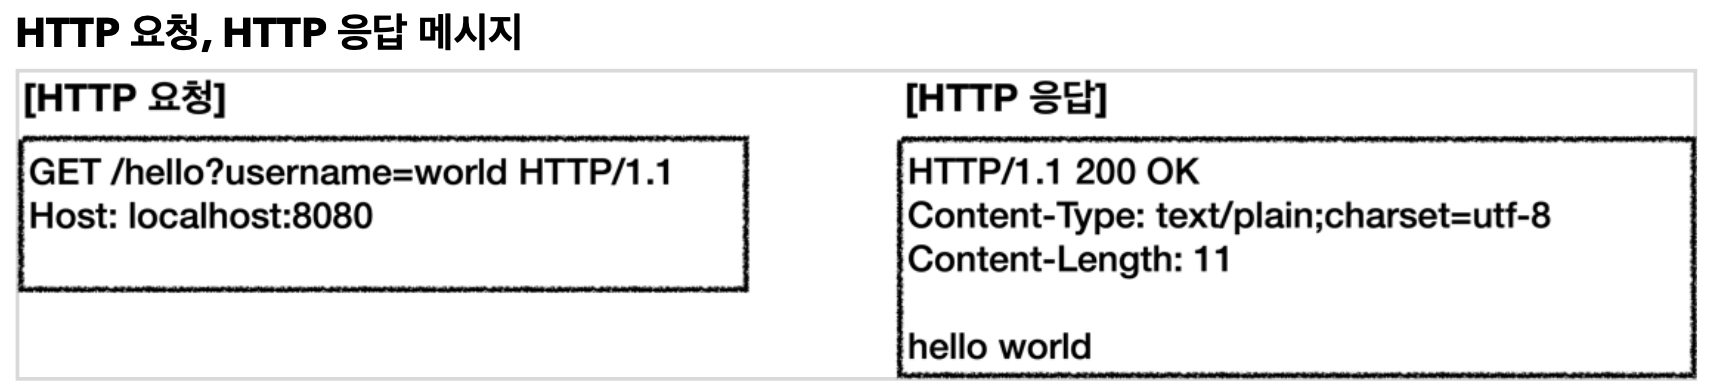 HTTP 요청, HTTP 응답 메시지
[HTTP 요청]
GET /hello?username=world HTTP/1.1
Host: localhost:8080
[HTTP 응답]
HTTP/1.1 200 OK
Content-Type: text/plain;charset=utf-8
Content-Length: 11
hello world